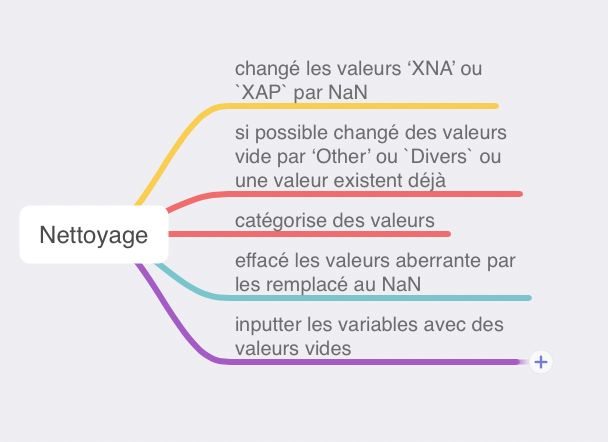 changé les valeurs ‘XNA’ ou
`XAP` par NaN
si possible changé des valeurs
vide par ‘Other’ ou `Divers` ou
une valeur existent déjà
Nettoyage
catégorise des valeurs
effacé les valeurs aberrante par
les remplacé au NaN
inputter les variables avec des
valeurs vides